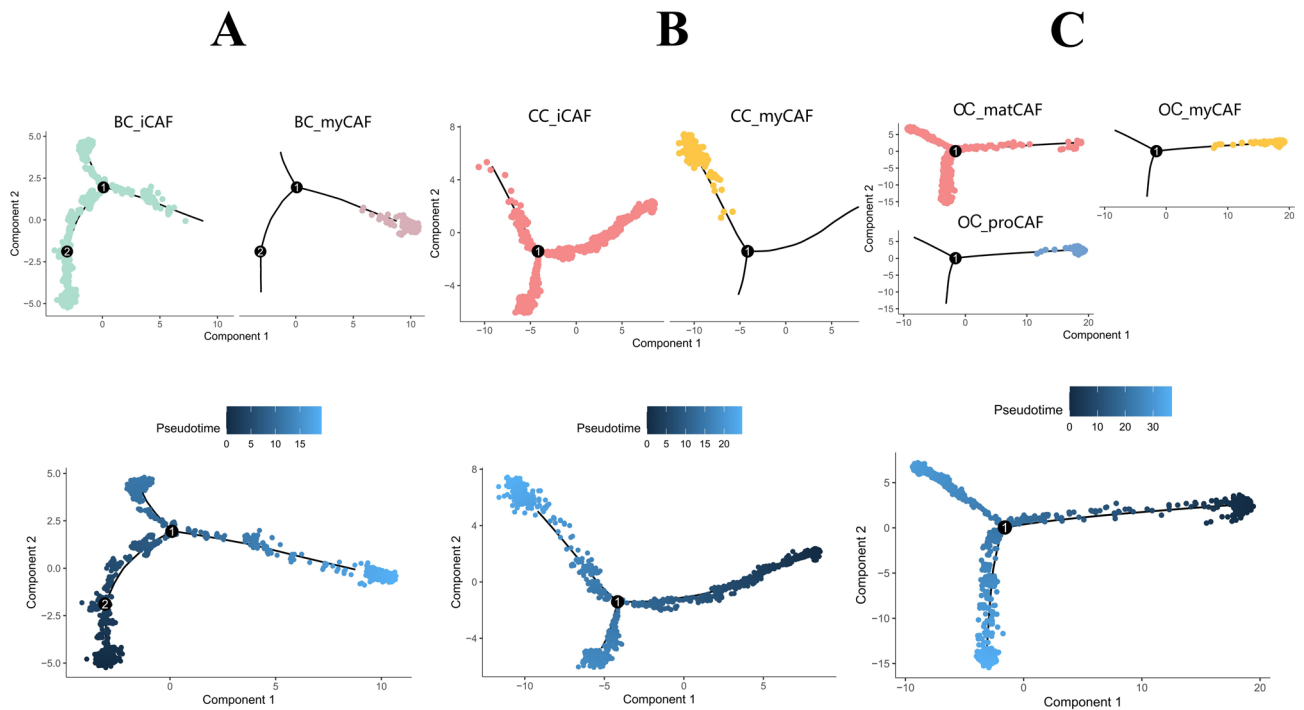 A B C
BC_iCAF BC_myCAF CC_iCAF CC_myCAF OC_matCAF OC_myCAF
OC_proCAF
Component 2
5.0
2.5
0.0
−2.5
−5.0
1
2
1
2
0 5 10 0 5 10
Component 1
Component 2
8
4
0
−4
1
1
−10 −5 0 5 −10 −5 0 5
Component 1
Component 2
5
0
−5
−10
−15
1
1
−10 0 10 20
5
0
−5
−10
−15
1
−10 0 10 20
Component 1
Pseudotime
0 5 10 15
Component 2
5.0
2.5
0.0
−2.5
−5.0
1
2
0 5 10
Component 1
Pseudotime
0 5 10 15 20
Component 2
8
4
0
−4
1
−10 −5 0 5
Component 1
Pseudotime
0 10 20 30
Component 2
5
0
−5
−10
−15
1
−10 0 10 20
Component 1